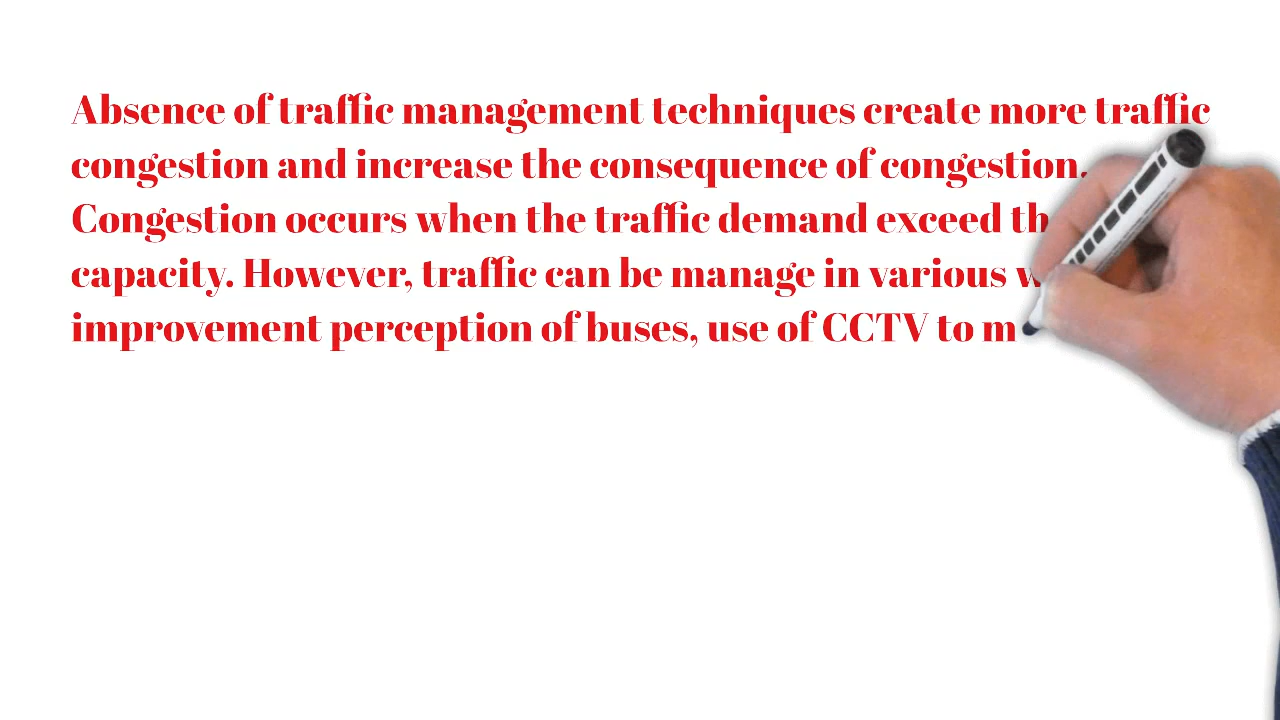 Absence of traffic management techniques create more traffic
congestion and increase the consequence of congestion.
Congestion occurs when the traffic demand exceed
capacity. However, traffic can be manage in various
improvement perception of buses, use of CCTV to